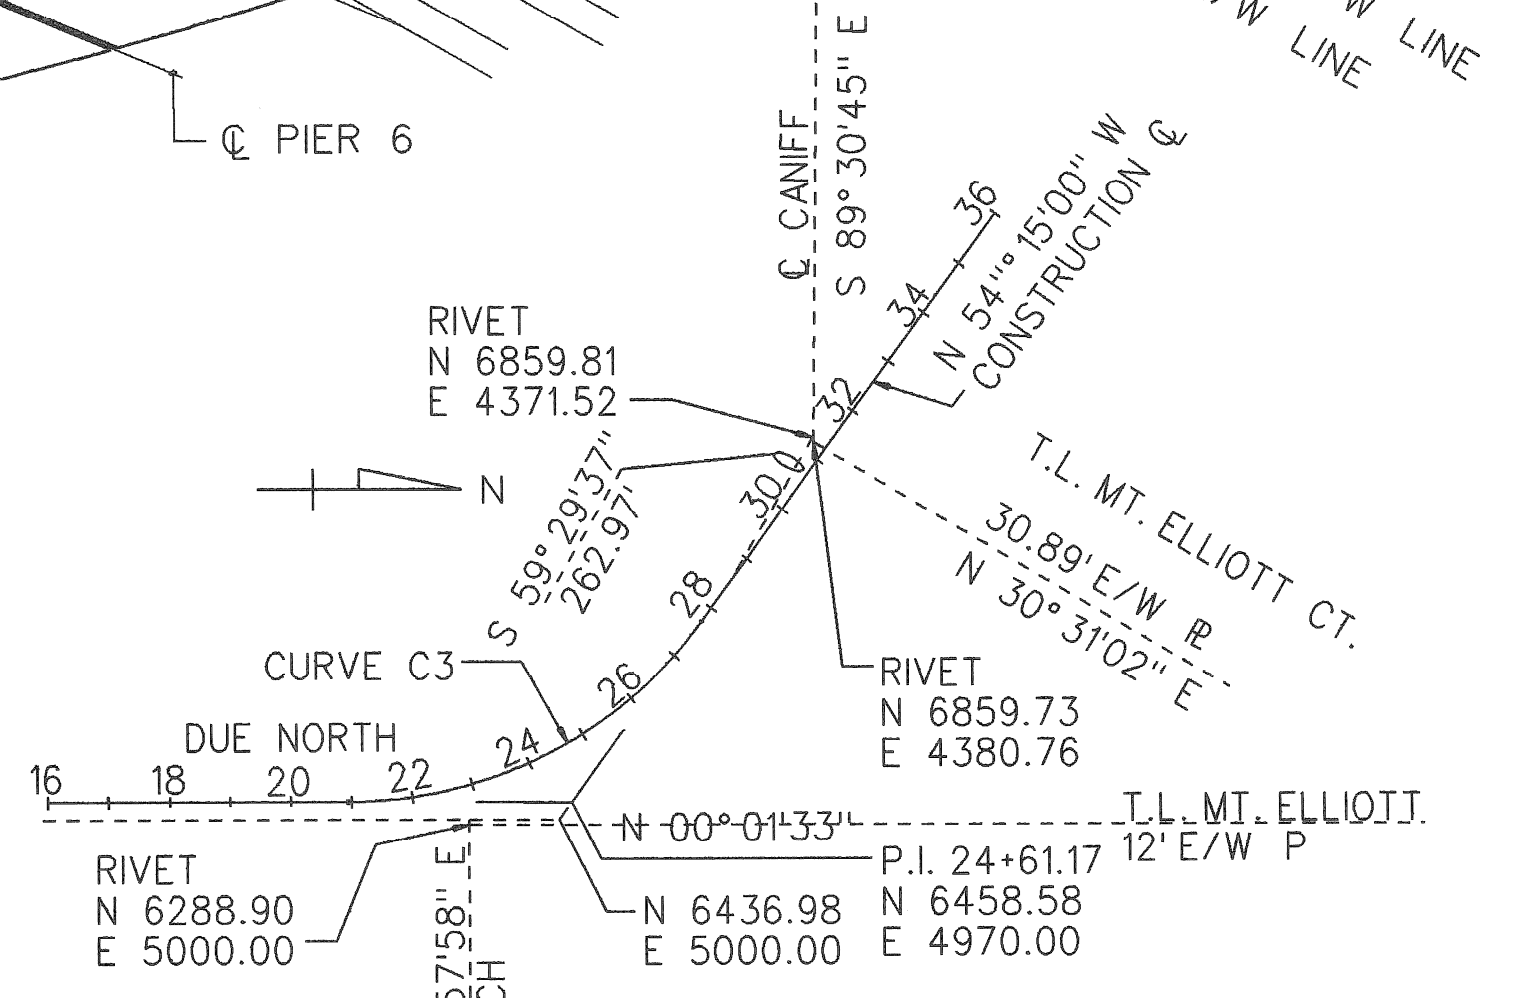 W LINE
/W LINE
℄ PIER 6
℄ CANIFF
S 89°30'45" E
N 54"°15'00" W
CONSTRUCTION ℄
36
34
32
30
28
26
24
22
20
18
16
RIVET
N 6859.81
E 4371.52
N
S 59°29'37"
262.97'
T.L. MT. ELLIOTT CT.
30.89' E/W ⅊
N 30°31'02" E
CURVE C3
DUE NORTH
RIVET
N 6859.73
E 4380.76
N 00°01'33"
T.L. MT. ELLIOTT
12' E/W P
P.I. 24+61.17
N 6458.58
E 4970.00
RIVET
N 6288.90
E 5000.00
N 6436.98
E 5000.00
57'58" E
CH